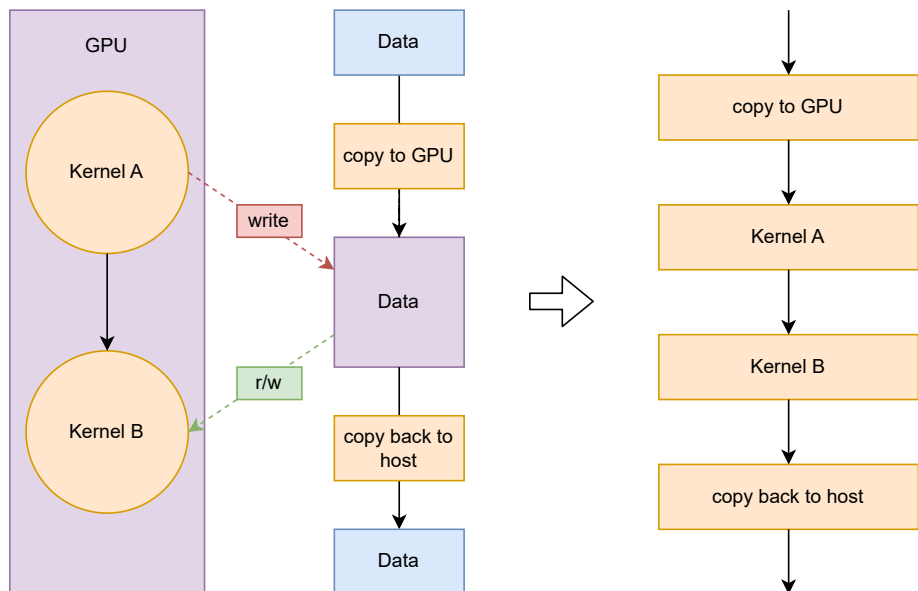 GPU
Kernel A
Kernel B
write
r/w
Data
copy to GPU
Data
copy back to
host
Data
copy to GPU
Kernel A
Kernel B
copy back to host